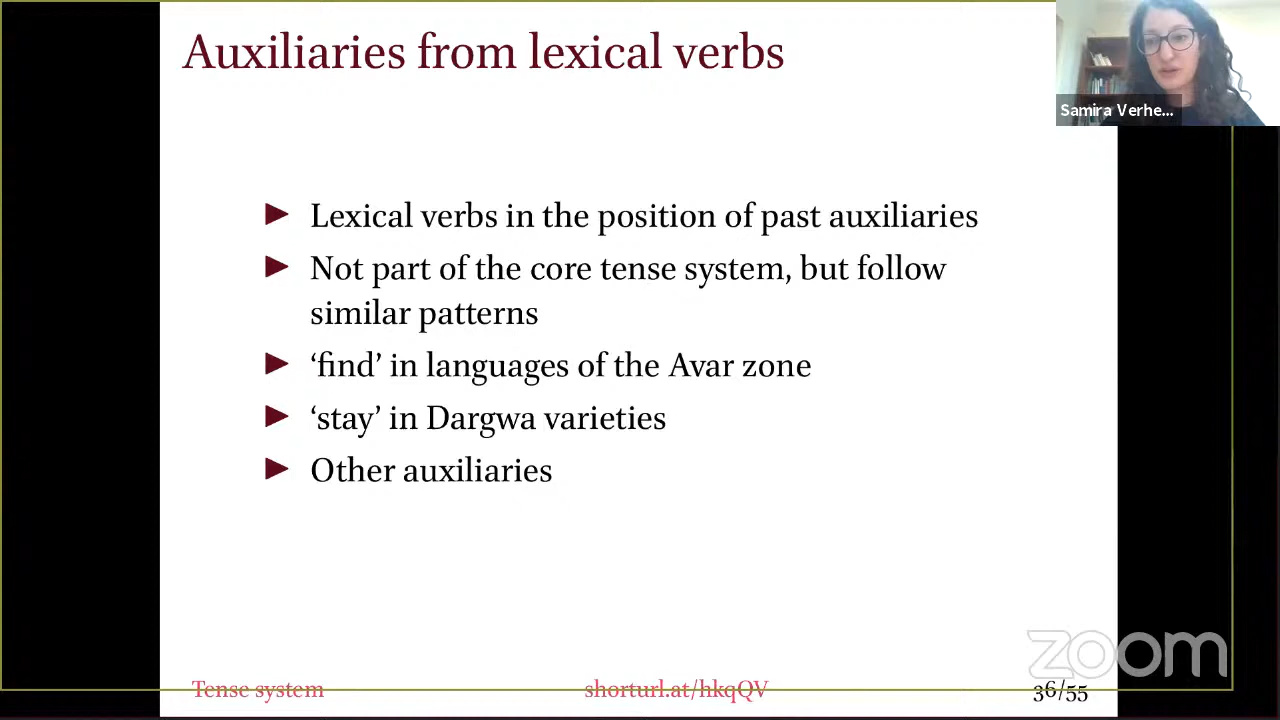 Auxiliaries from lexical verbs
Samira Verhe...
▶ Lexical verbs in the position of past auxiliaries
▶ Not part of the core tense system, but follow
similar patterns
▶ ‘find’ in languages of the Avar zone
▶ ‘stay’ in Dargwa varieties
▶ Other auxiliaries
zoom
Tense system shorturl.at/hkqQV 36/55